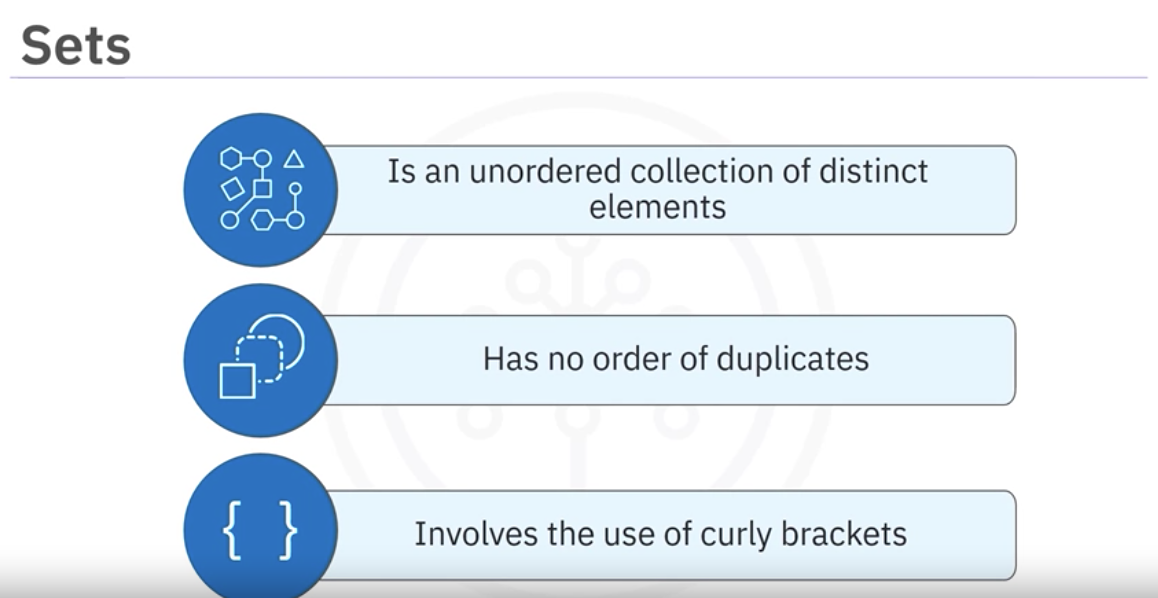 Sets
Is an unordered collection of distinct
elements
Has no order of duplicates
{ }
Involves the use of curly brackets